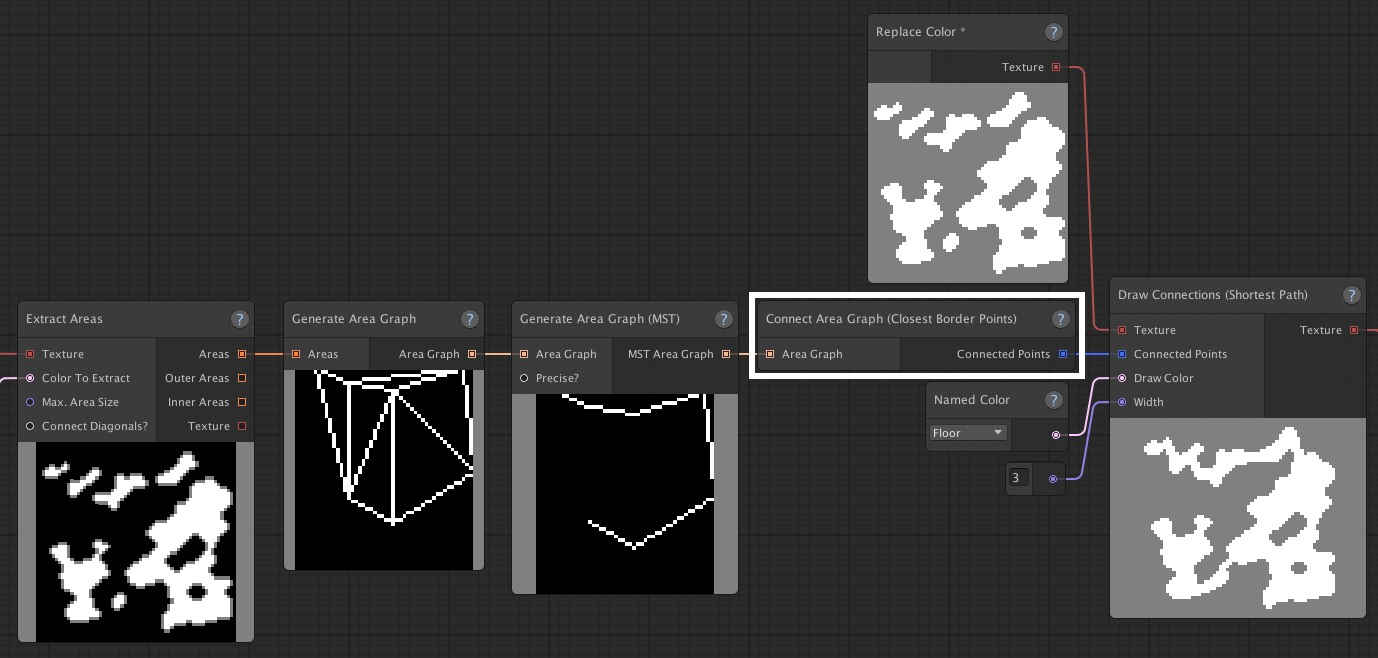 Replace Color * ?
Texture
Extract Areas ?
Texture Areas
Color To Extract Outer Areas
Max. Area Size Inner Areas
Connect Diagonals? Texture
Generate Area Graph ?
Areas Area Graph
Generate Area Graph (MST) ?
Area Graph MST Area Graph
Precise?
Connect Area Graph (Closest Border Points) ?
Area Graph Connected Points
Named Color ?
Floor
3
Draw Connections (Shortest Path) ?
Texture Texture
Connected Points
Draw Color
Width